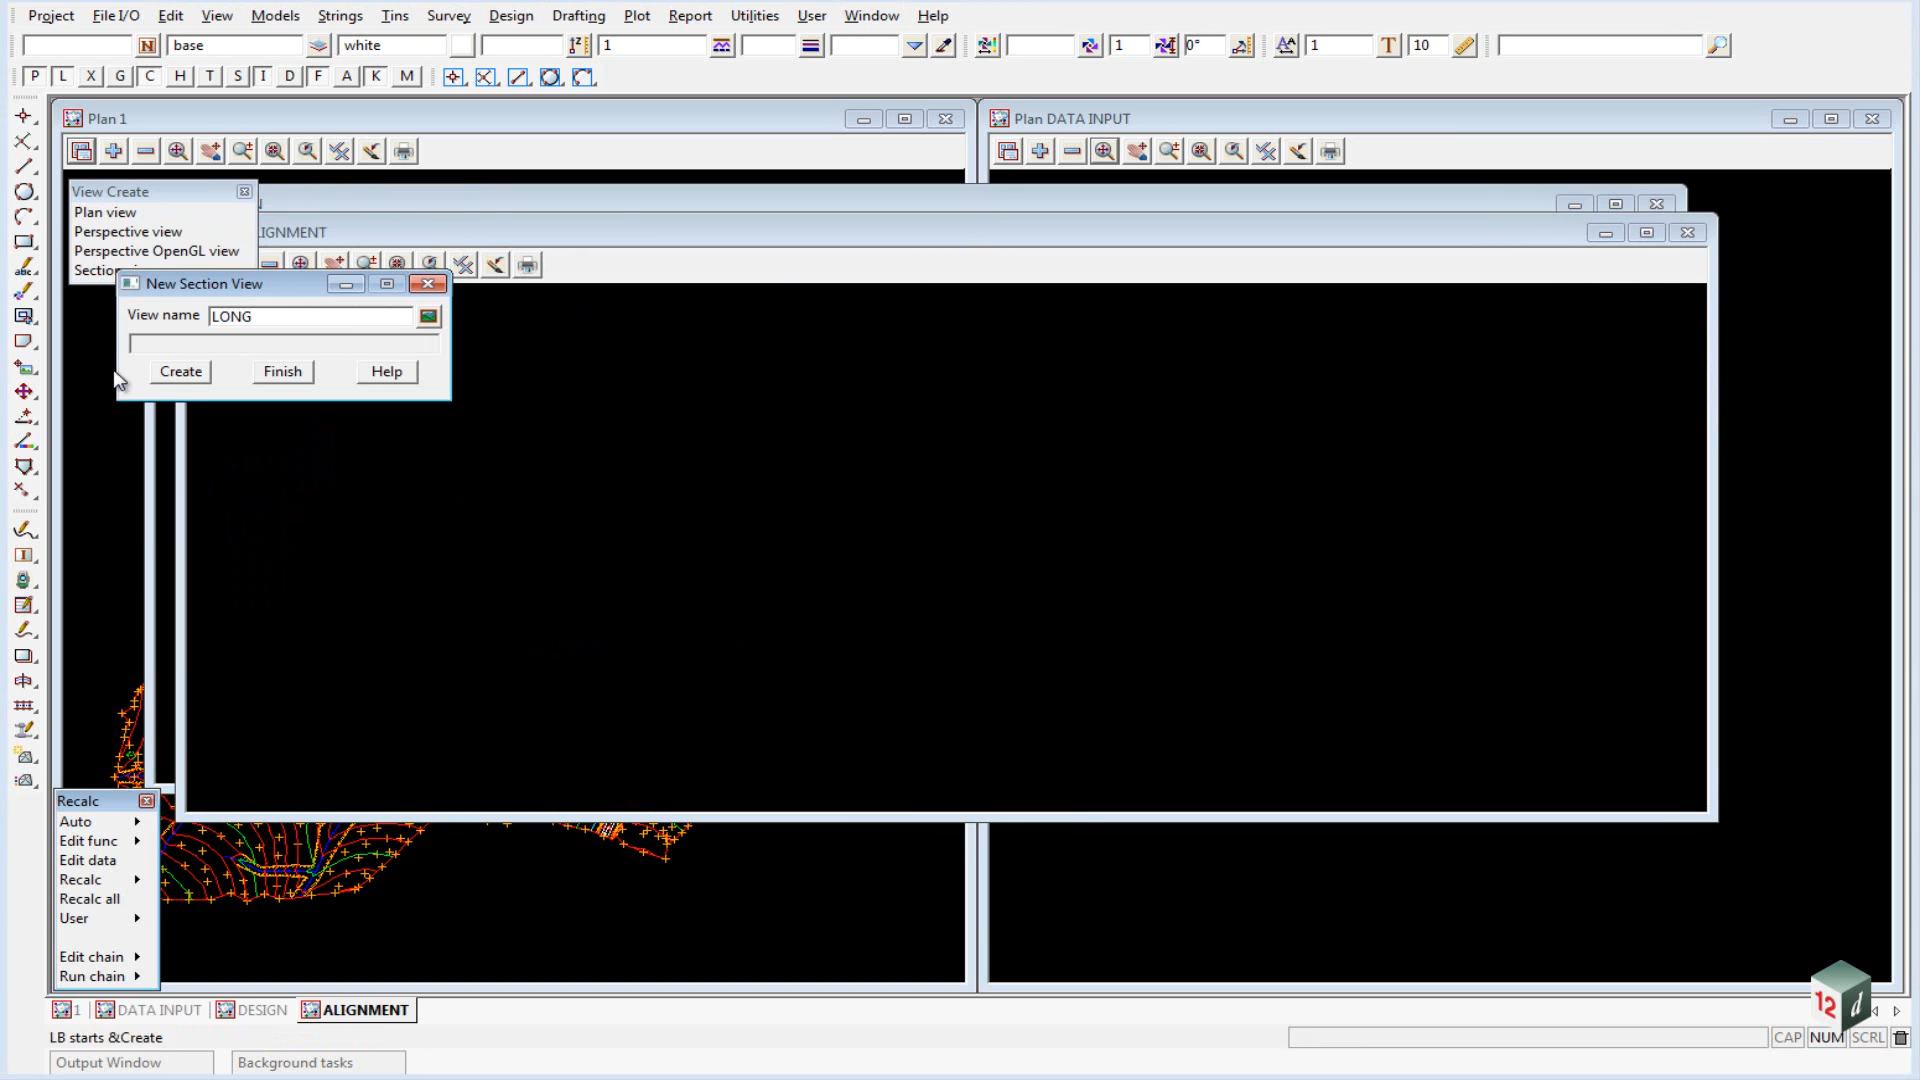 Project File I/O Edit View Models Strings Tins Survey Design Drafting Plot Report Utilities User Window Help
N base white 1 1 0° 1 T 10
P L X G C H T S I D F A K M
Plan 1
Plan DATA INPUT
View Create
Plan view
Perspective view
Perspective OpenGL view
Section
IGNMENT
New Section View
View name LONG
Create Finish Help
Recalc
Auto
Edit func
Edit data
Recalc
Recalc all
User
Edit chain
Run chain
1 DATA INPUT DESIGN ALIGNMENT
12 d
LB starts &Create
CAP NUM SCRL
Output Window Background tasks